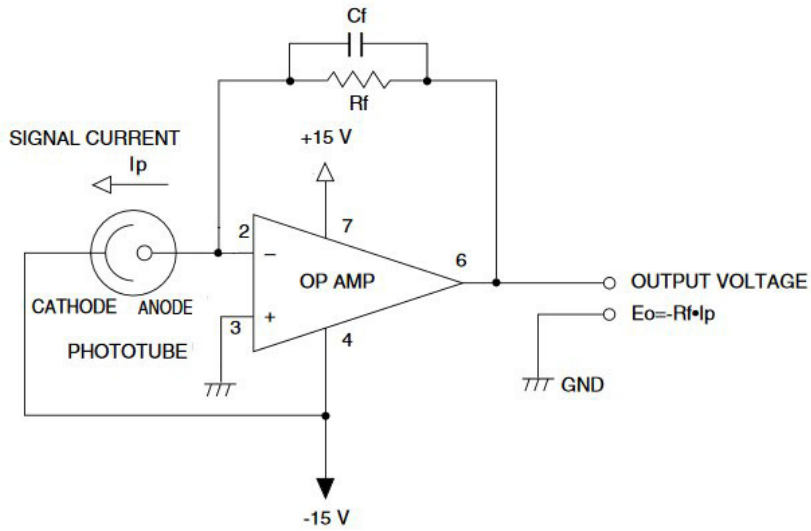 Cf
Rf
SIGNAL CURRENT
Ip
+15 V
2
7
−
OP AMP
6
CATHODE
ANODE
3
+
4
PHOTOTUBE
OUTPUT VOLTAGE
Eo=-Rf•Ip
GND
-15 V